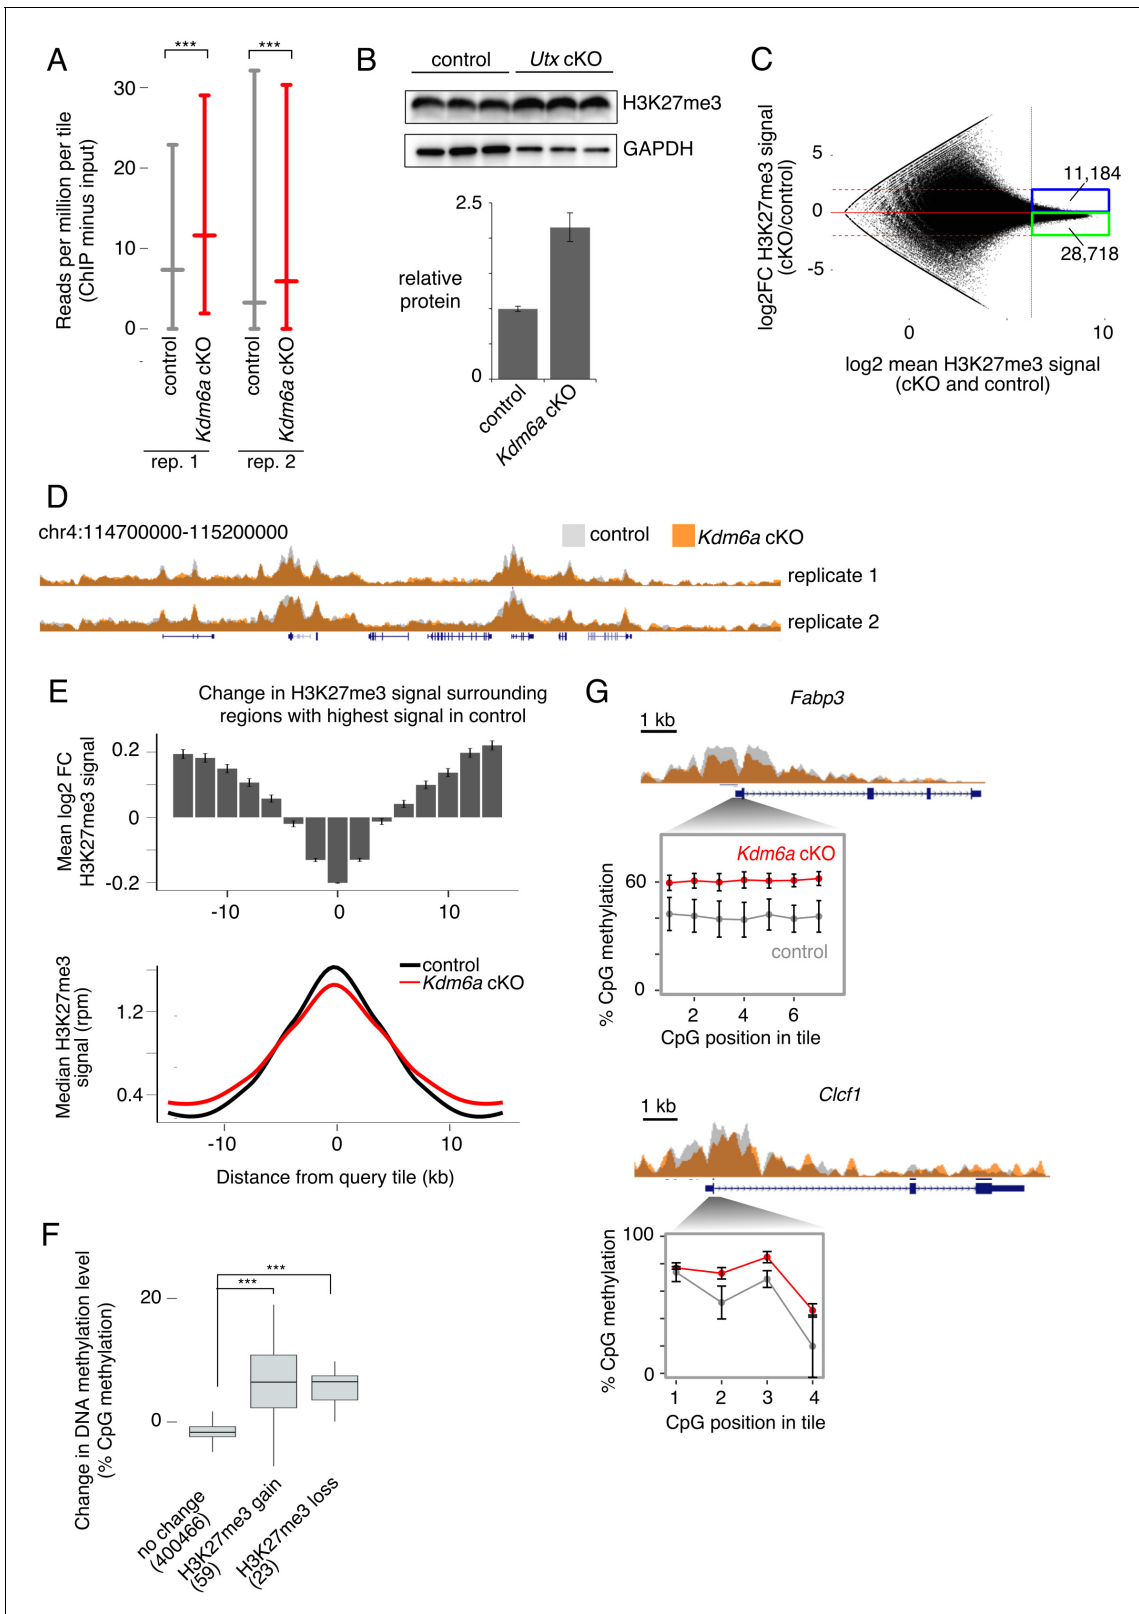 A
***
***
Reads per million per tile
(ChIP minus input)
30
20
10
0
control
Kdm6a cKO
control
Kdm6a cKO
rep. 1
rep. 2
B
control
Utx cKO
H3K27me3
GAPDH
2.5
relative
protein
0
control
Kdm6a cKO
C
log2FC H3K27me3 signal
(cKO/control)
5
0
-5
11,184
28,718
0
10
log2 mean H3K27me3 signal
(cKO and control)
D
chr4:114700000-115200000
control
Kdm6a cKO
replicate 1
replicate 2
E
Change in H3K27me3 signal surrounding
regions with highest signal in control
Mean log2 FC
H3K27me3 signal
0.2
0
-0.2
-10
0
10
control
Kdm6a cKO
Median H3K27me3
signal (rpm)
1.2
0.4
-10
0
10
Distance from query tile (kb)
F
Change in DNA methylation level
(% CpG methylation)
***
***
20
0
no change
(400466)
H3K27me3 gain
(59)
H3K27me3 loss
(23)
G
Fabp3
1 kb
Kdm6a cKO
control
% CpG methylation
60
0
2
4
6
CpG position in tile
Clcf1
1 kb
% CpG methylation
100
0
1
2
3
4
CpG position in tile